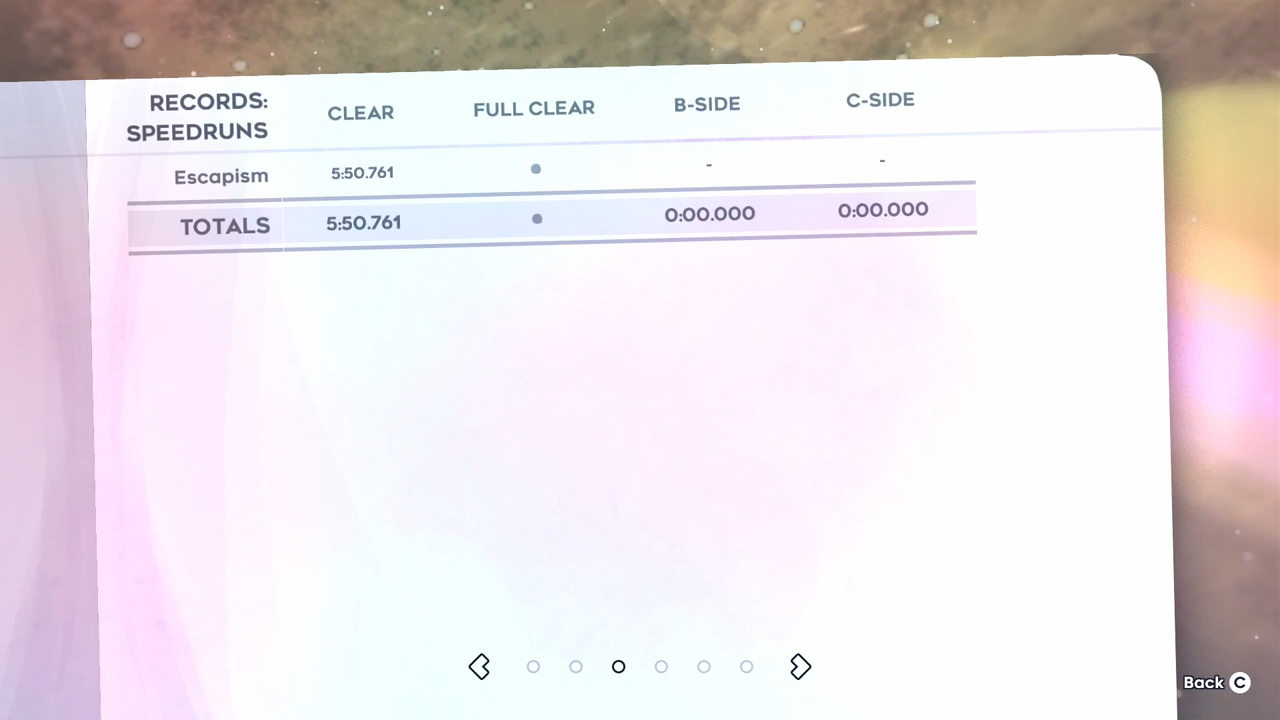 RECORDS:
SPEEDRUNS
CLEAR FULL CLEAR B-SIDE C-SIDE
Escapism 5:50.761 • - -
TOTALS 5:50.761 • 0:00.000 0:00.000
Back C